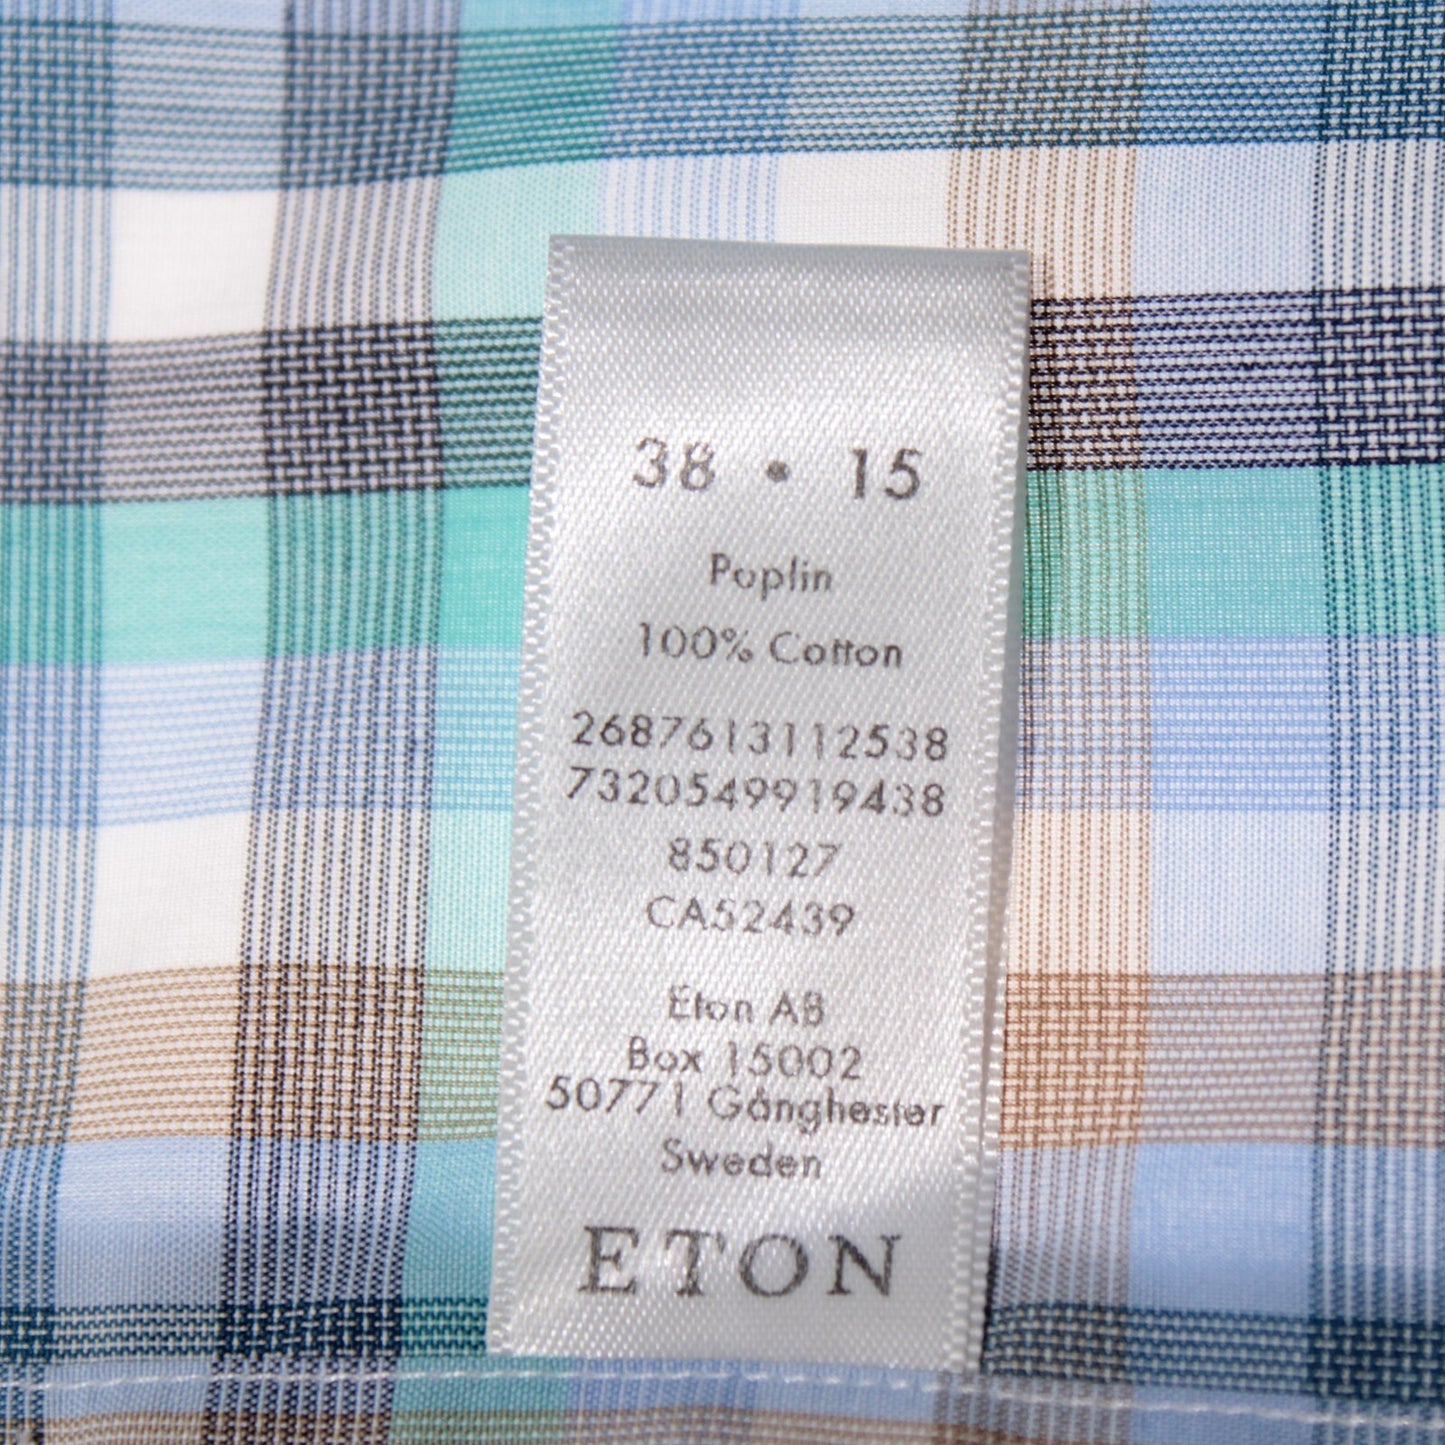 38 • 15
Poplin
100% Cotton
2687613112538
7320549919438
850127
CA52439
Eton AB
Box 15002
50771 Gånghester
Sweden
ETON